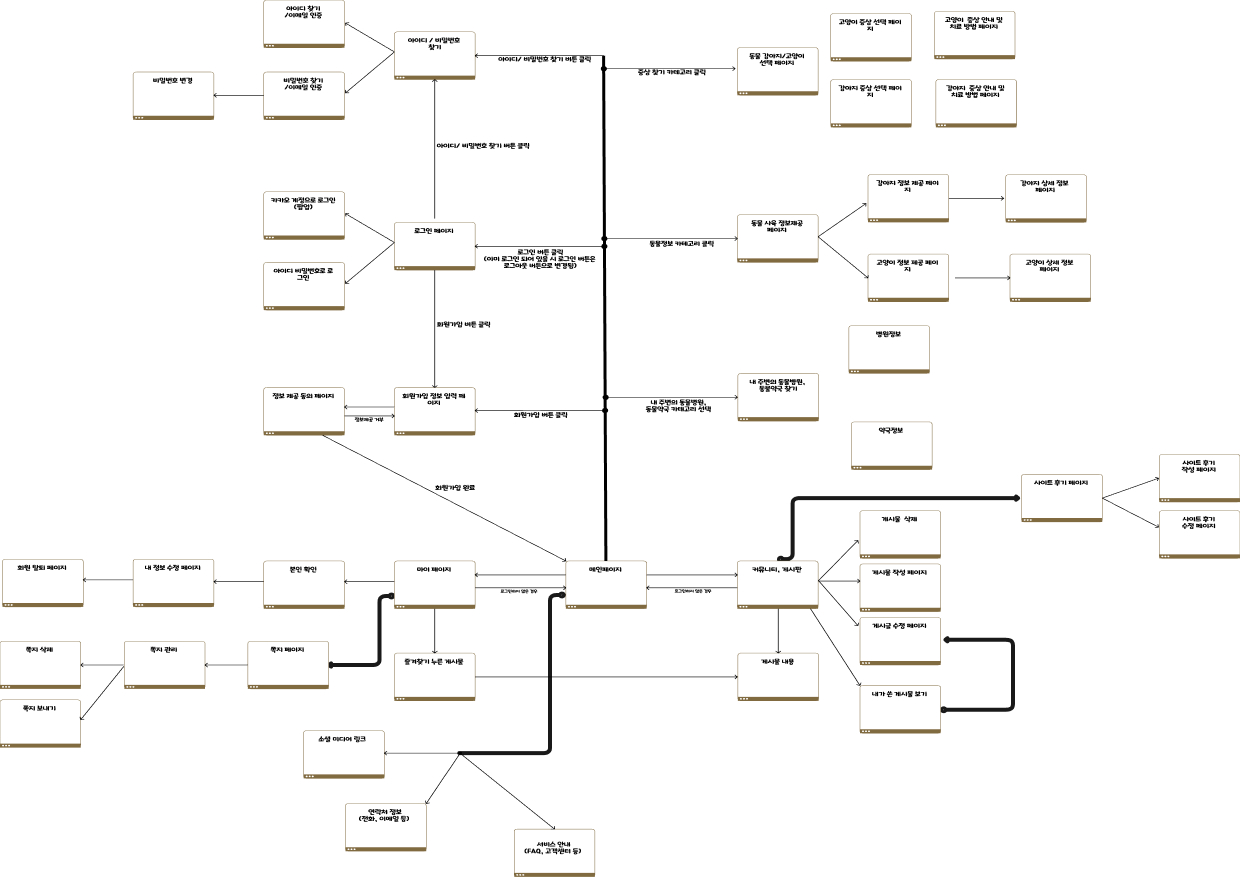 아이디 찾기
/이메일 인증
아이디 / 비밀번호
찾기
비밀번호 변경
비밀번호 찾기
/이메일 인증
아이디/ 비밀번호 찾기 버튼 클릭
증상 찾기 카테고리 클릭
동물 강아지/고양이
선택 페이지
고양이 증상 선택 페이
지
고양이 증상 안내 및
치료 방법 페이지
강아지 증상 선택 페이
지
강아지 증상 안내 및
치료 방법 페이지
아이디/ 비밀번호 찾기 버튼 클릭
카카오 계정으로 로그인
(팝업)
로그인 페이지
아이디 비밀번호로 로
그인
로그인 버튼 클릭
(이미 로그인 되어 있을 시 로그인 버튼은
로그아웃 버튼으로 변경됨)
동물정보 카테고리 클릭
동물 사육 정보제공
페이지
강아지 정보 제공 페이
지
강아지 상세 정보
페이지
고양이 정보 제공 페이
지
고양이 상세 정보
페이지
회원가입 버튼 클릭
병원정보
정보 제공 동의 페이지
정보제공 거부
회원가입 정보 입력 페
이지
회원가입 버튼 클릭
내 주변의 동물병원,
동물약국 카테고리 선택
내 주변의 동물병원,
동물약국 찾기
약국정보
회원가입 완료
사이트 후기 페이지
사이트 후기
작성 페이지
사이트 후기
수정 페이지
회원 탈퇴 페이지
내 정보 수정 페이지
본인 확인
마이 페이지
로그인하지 않은 경우
메인페이지
로그인하지 않은 경우
커뮤니티, 게시판
게시물 삭제
게시물 작성 페이지
게시글 수정 페이지
내가 쓴 게시물 보기
쪽지 삭제
쪽지 관리
쪽지 페이지
즐겨찾기 누른 게시물
게시물 내용
쪽지 보내기
소셜 미디어 링크
연락처 정보
(전화, 이메일 등)
서비스 안내
(FAQ, 고객센터 등)